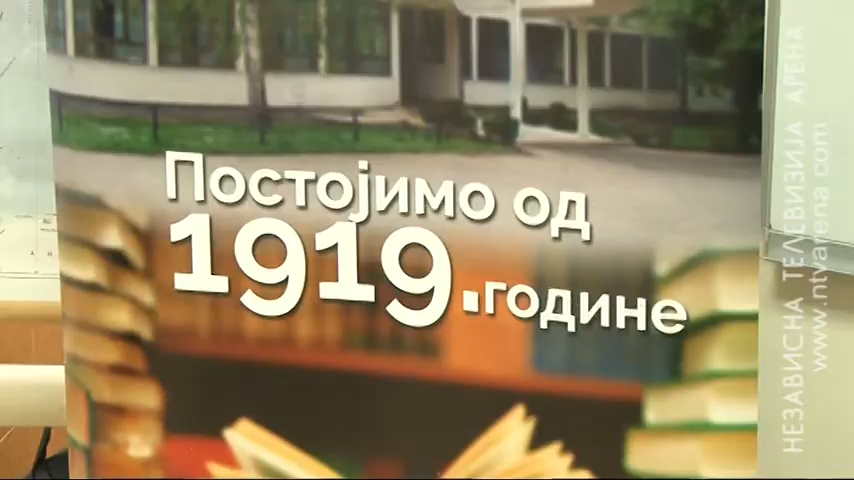 Постојимо од
1919.године
НЕЗАВИСНА ТЕЛЕВИЗИЈА АРЕНА
www.ntvarena.com